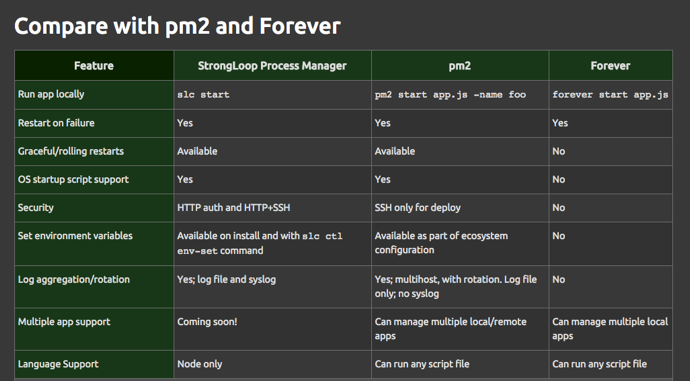 Compare with pm2 and Forever
Feature StrongLoop Process Manager pm2 Forever
Run app locally slc start pm2 start app.js -name foo forever start app.js
Restart on failure Yes Yes Yes
Graceful/rolling restarts Available Available No
OS startup script support Yes Yes No
Security HTTP auth and HTTP+SSH SSH only for deploy No
Set environment variables Available on install and with slc ctl Available as part of ecosystem No
env-set command configuration
Log aggregation/rotation Yes; log file and syslog Yes; multihost, with rotation. Log file No
only; no syslog
Multiple app support Coming soon! Can manage multiple local/remote Can manage multiple local
apps apps
Language Support Node only Can run any script file Can run any script file